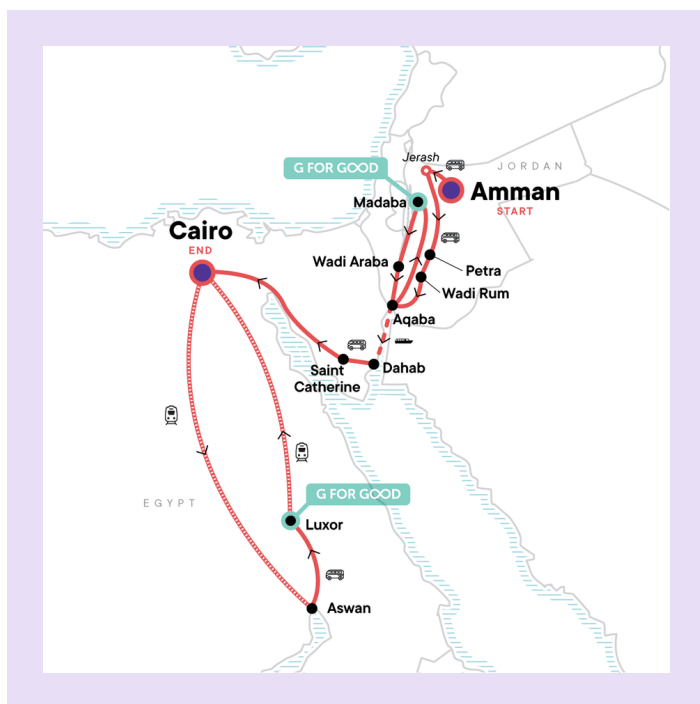 Jerash
JORDAN
G FOR GOOD
Amman
START
Madaba
Cairo
END
Wadi Araba
Petra
Wadi Rum
Aqaba
Saint
Catherine
Dahab
G FOR GOOD
EGYPT
Luxor
Aswan